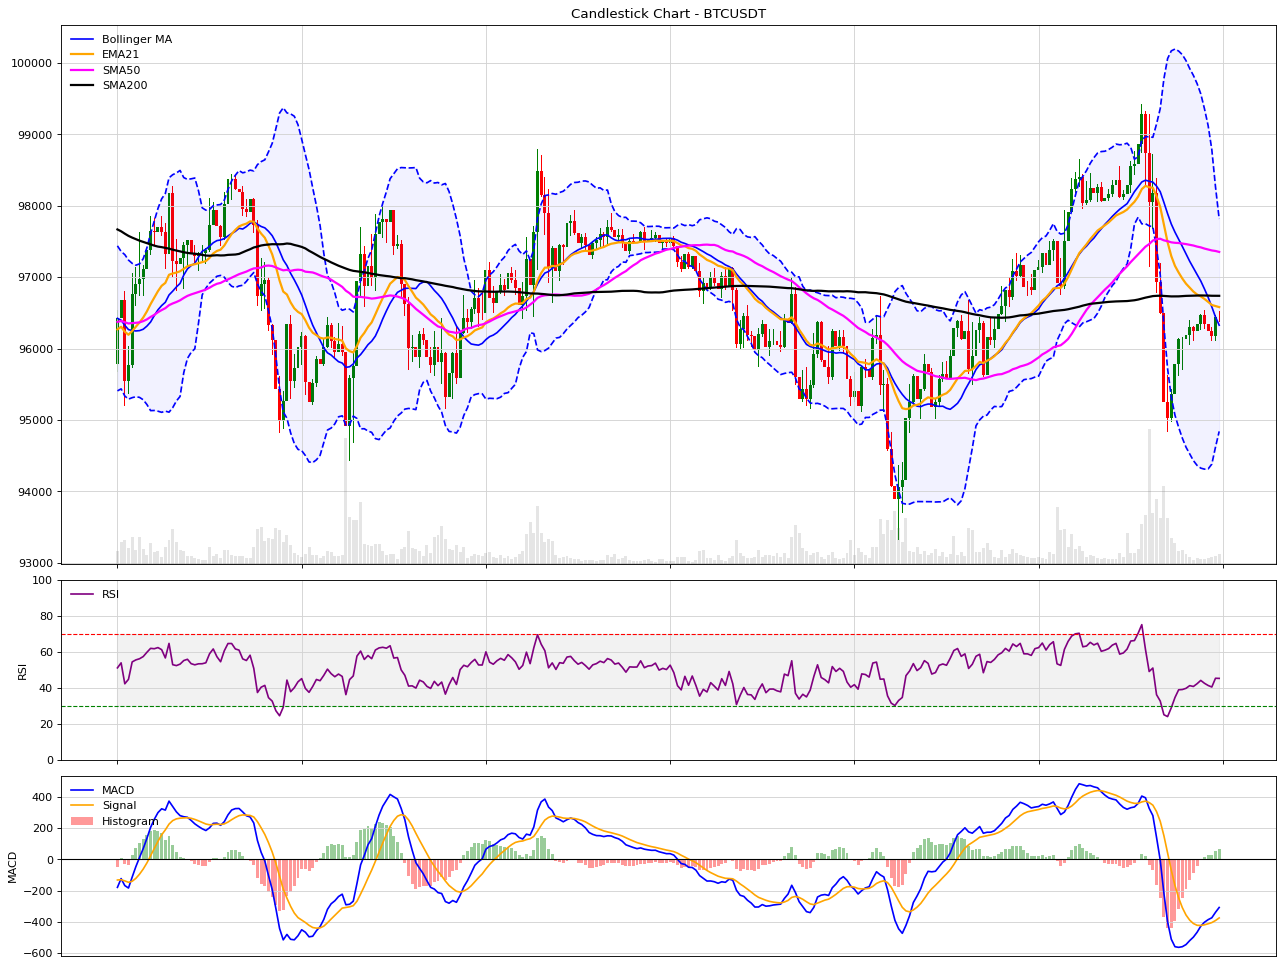 Candlestick Chart - BTCUSDT
Bollinger MA
EMA21
SMA50
SMA200
100000
99000
98000
97000
96000
95000
94000
93000
RSI
100
80
60
40
20
0
RSI
MACD
Signal
Histogram
400
200
0
−200
−400
−600
MACD